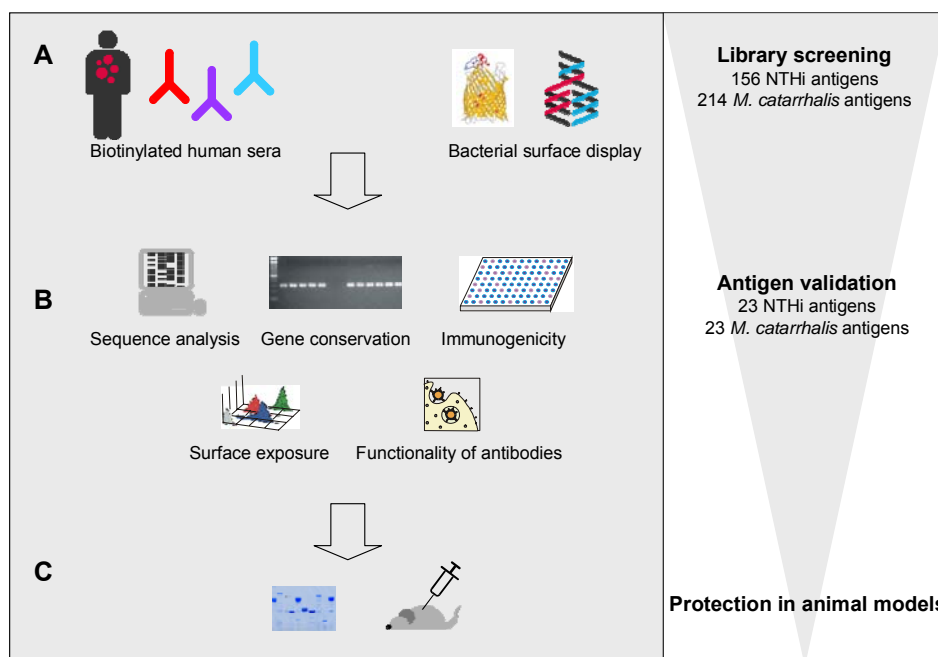 A
Biotinylated human sera
Bacterial surface display
Library screening
156 NTHi antigens
214 M. catarrhalis antigens
B
Sequence analysis
Gene conservation
Immunogenicity
Surface exposure
Functionality of antibodies
Antigen validation
23 NTHi antigens
23 M. catarrhalis antigens
C
Protection in animal models